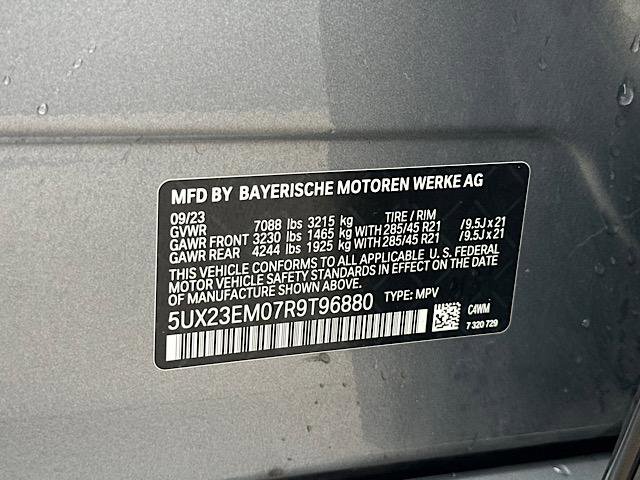 MFD BY BAYERISCHE MOTOREN WERKE AG
09/23
GVWR 7088 lbs 3215 kg TIRE / RIM
GAWR FRONT 3230 lbs 1465 kg WITH 285/45 R21 /9.5J x 21
GAWR REAR 4244 lbs 1925 kg WITH 285/45 R21 /9.5J x 21
THIS VEHICLE CONFORMS TO ALL APPLICABLE U.S. FEDERAL
MOTOR VEHICLE SAFETY STANDARDS IN EFFECT ON THE DATE
OF MANUFACTURE SHOWN ABOVE.
5UX23EM07R9T96880 TYPE: MPV
C4WM
7 320 729